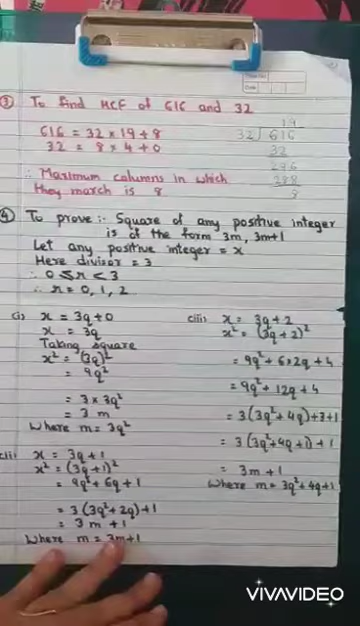 ③ To find HCF of 616 and 32
616 = 32 × 19 + 8
32 = 8 × 4 + 0
∴ Maximum columns in which
they march is 8
19
32 √616
32
296
288
8
④ To prove :- Square of any positive integer
is of the form 3m, 3m+1
Let any positive integer = x
Here divisor = 3
∴ 0 ≤ r < 3
∴ r = 0, 1, 2
(i) x = 3q + 0
x = 3q
Taking square
x² = (3q)²
= 9q²
= 3 × 3q²
= 3 m
Where m = 3q²
(ii) x = 3q + 1
x² = (3q+1)²
= 9q² + 6q + 1
= 3(3q² + 2q) + 1
= 3 m + 1
Where m = 3m+1
(iii) x = 3q + 2
x² = (3q+2)²
= 9q² + 6×2q + 4
= 9q² + 12q + 4
= 3(3q² + 4q) + 3 + 1
= 3(3q² + 4q + 1) + 1
= 3m + 1
Where m = 3q² + 4q + 1
VIVAVIDEO